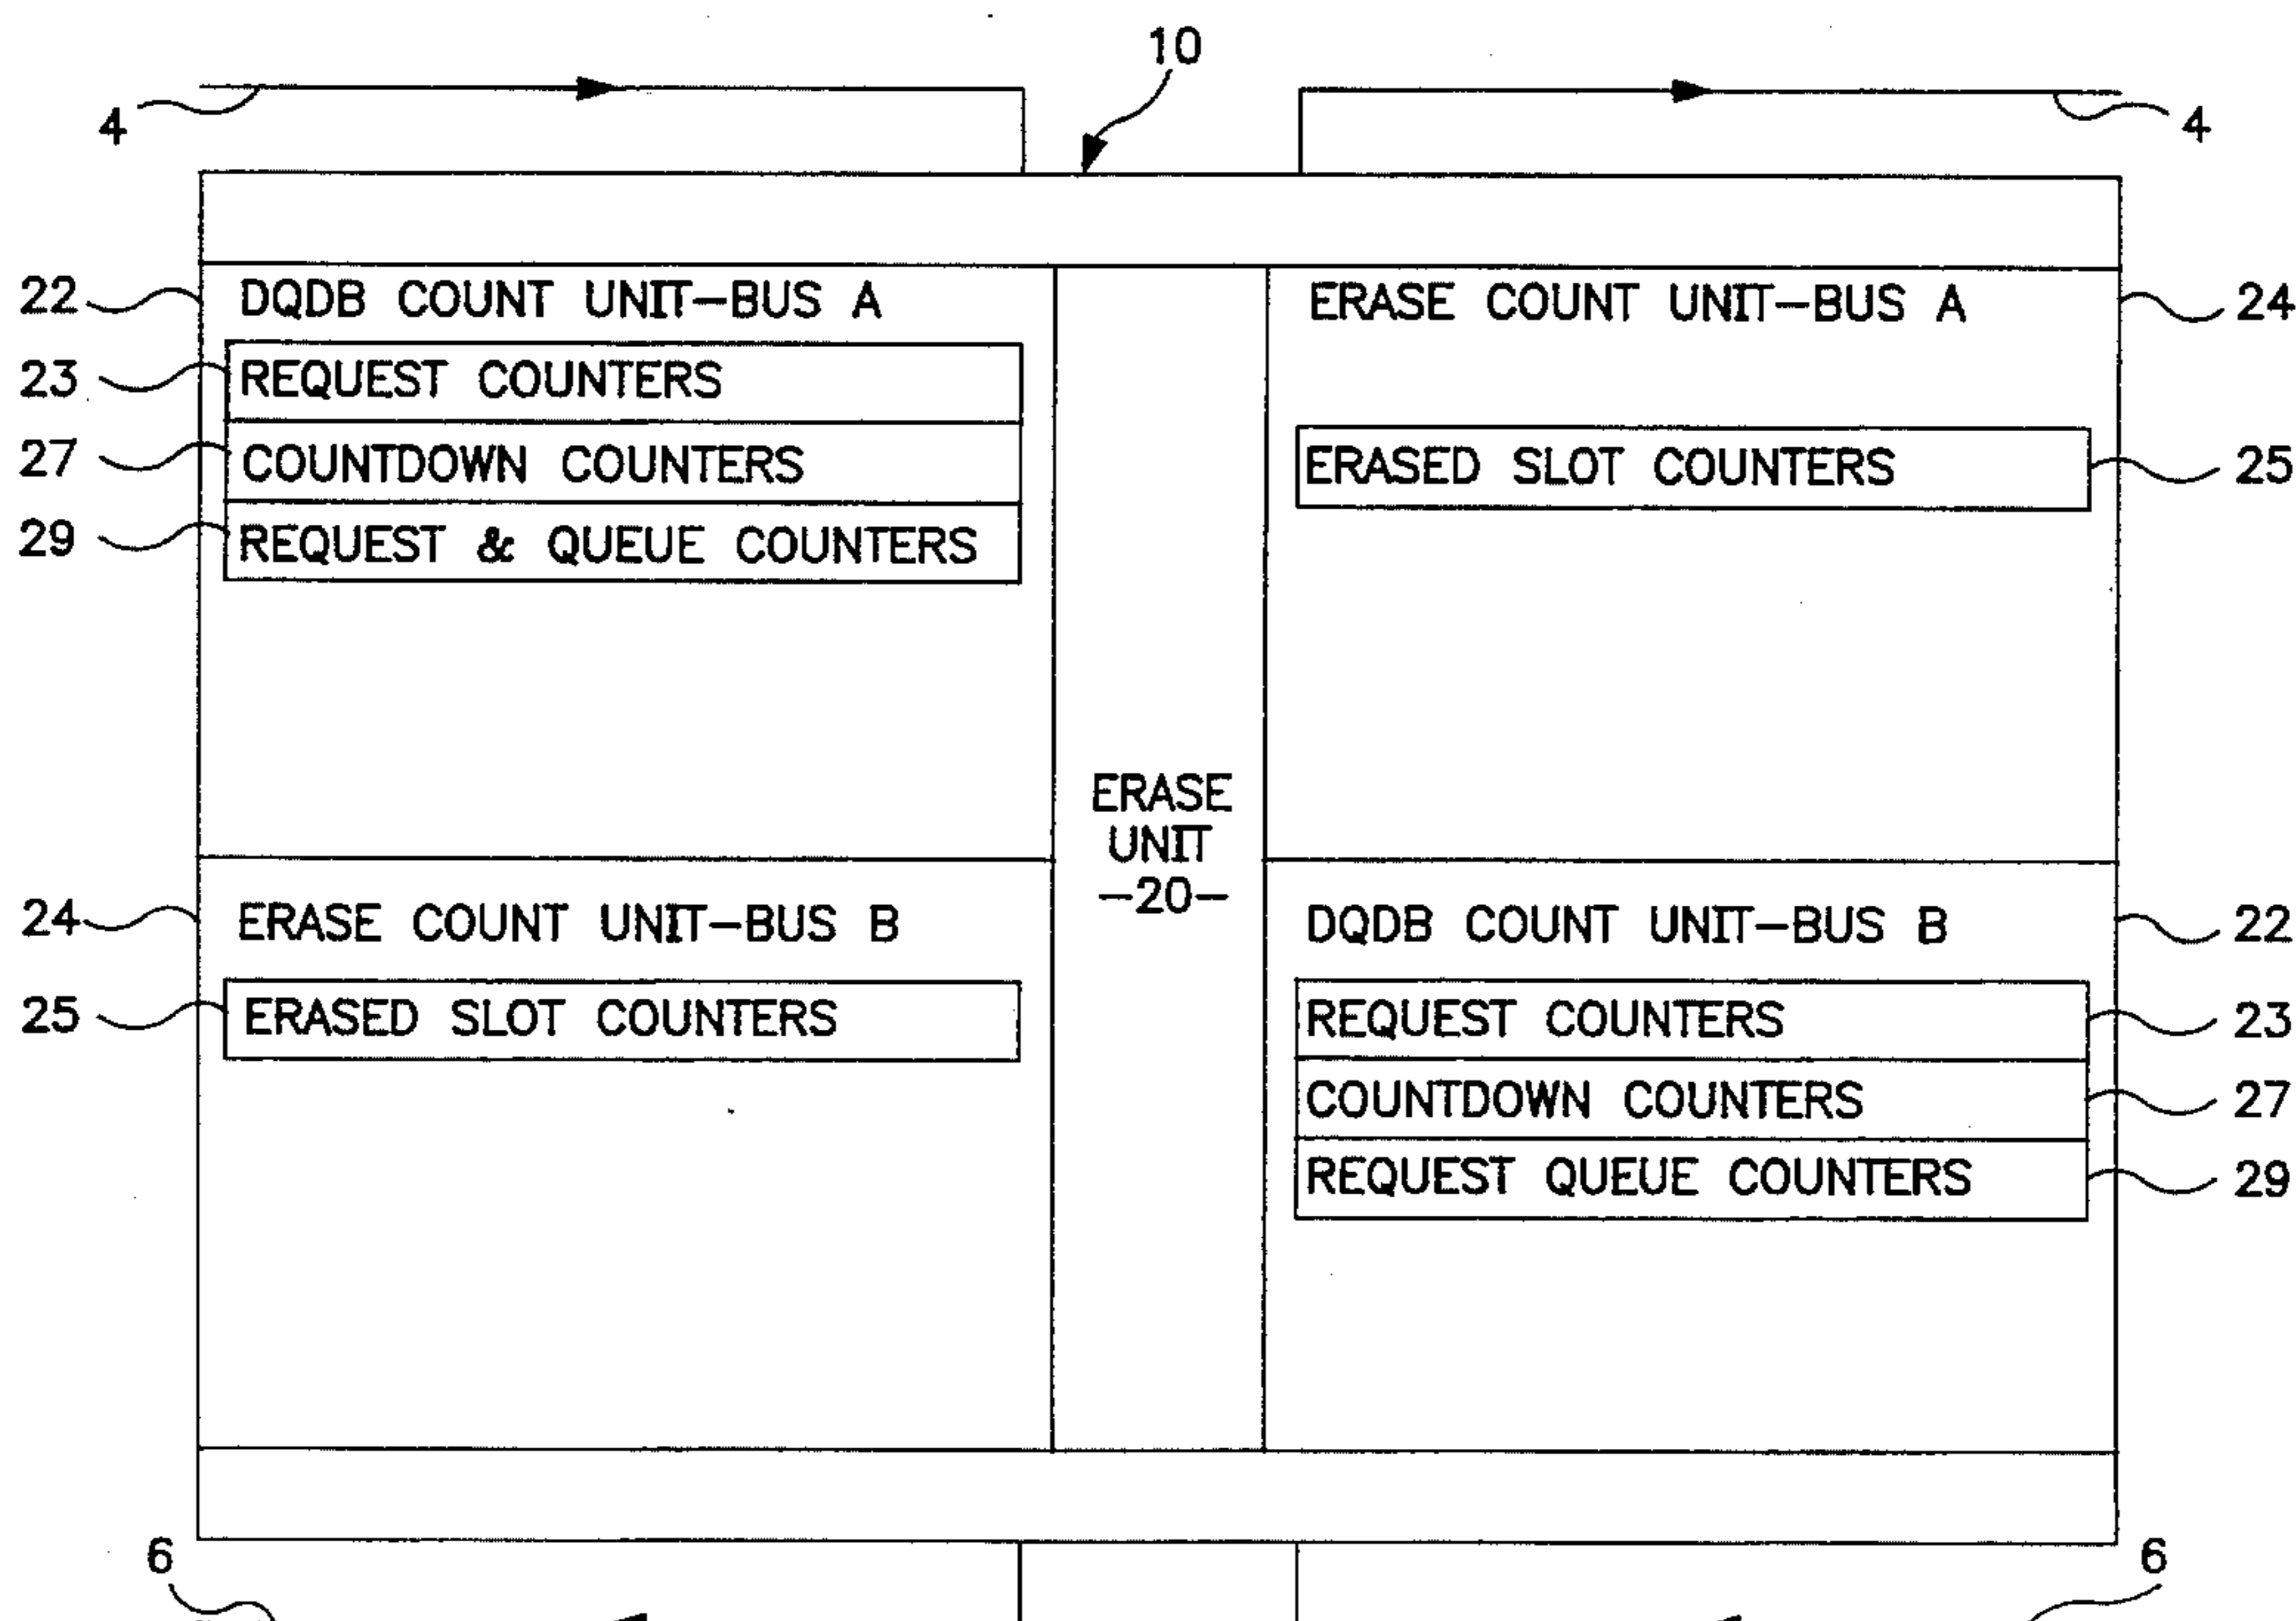 10
4
4
22
DQDB COUNT UNIT-BUS A
23
REQUEST COUNTERS
27
COUNTDOWN COUNTERS
29
REQUEST & QUEUE COUNTERS
ERASE COUNT UNIT-BUS A
24
ERASED SLOT COUNTERS
25
ERASE
UNIT
-20-
24
ERASE COUNT UNIT-BUS B
25
ERASED SLOT COUNTERS
DQDB COUNT UNIT-BUS B
22
REQUEST COUNTERS
23
COUNTDOWN COUNTERS
27
REQUEST QUEUE COUNTERS
29
6
6